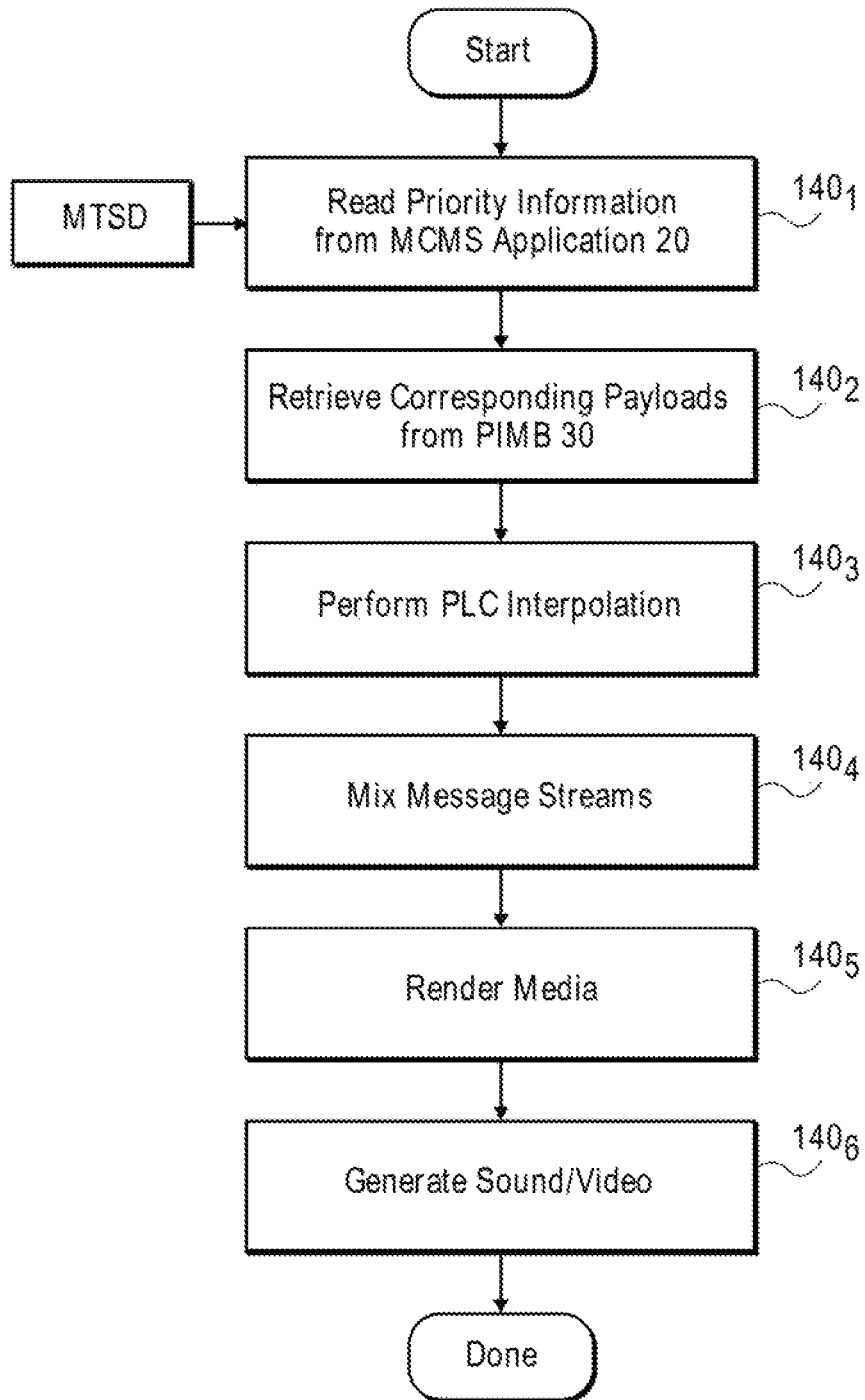 Start
MTSD
Read Priority Information
from MCMS Application 20
140₁
Retrieve Corresponding Payloads
from PIMB 30
140₂
Perform PLC Interpolation
140₃
Mix Message Streams
140₄
Render Media
140₅
Generate Sound/Video
140₆
Done